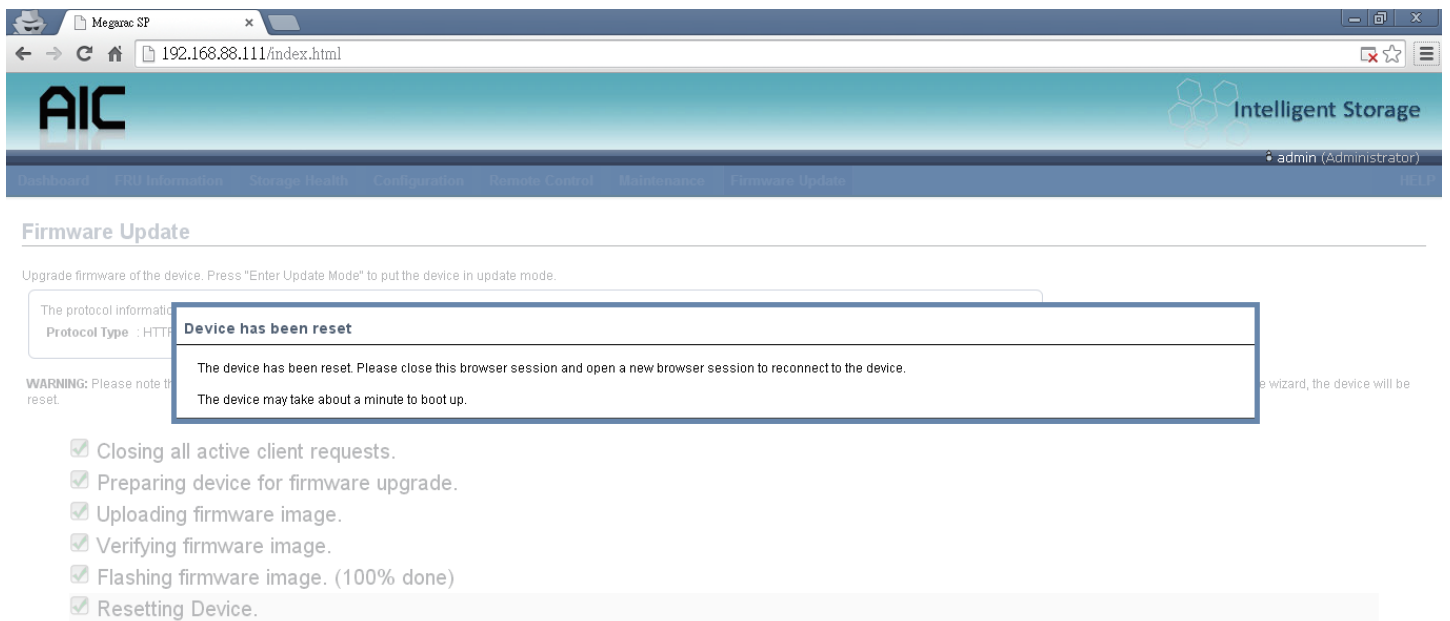 Megarac SP
192.168.88.111/index.html
AIC
Intelligent Storage
admin (Administrator)
Dashboard FRU Information Storage Health Configuration Remote Control Maintenance Firmware Update HELP
Firmware Update
Upgrade firmware of the device. Press "Enter Update Mode" to put the device in update mode.
The protocol informatio
Protocol Type : HTTP
Device has been reset
The device has been reset. Please close this browser session and open a new browser session to reconnect to the device.
The device may take about a minute to boot up.
WARNING: Please note th
e wizard, the device will be
reset.
Closing all active client requests.
Preparing device for firmware upgrade.
Uploading firmware image.
Verifying firmware image.
Flashing firmware image. (100% done)
Resetting Device.